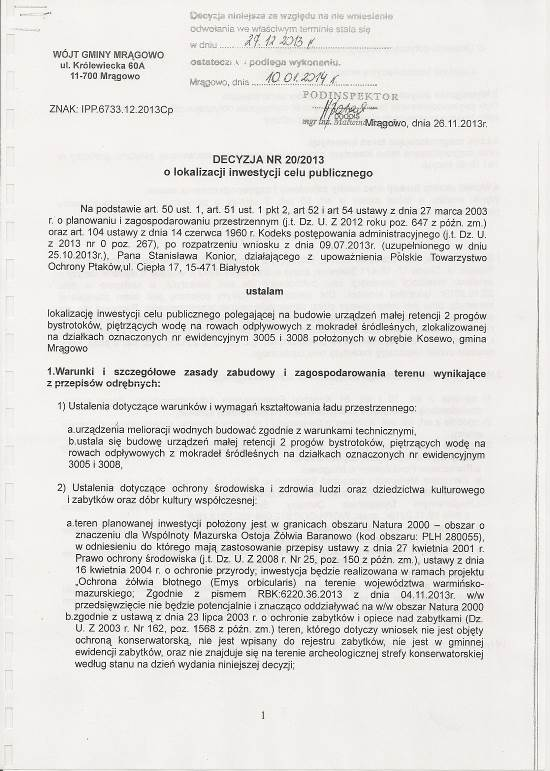 Decyzja niniejsza ze względu na nie wniesienie
odwołania we właściwym terminie stała się
w dniu 27.12.2013 r
ostateczna i podlega wykonaniu.
Mrągowo, dnia 10.01.2014 r.
PODINSPEKTOR
podpis
mgr inż.
WÓJT GMINY MRĄGOWO
ul. Królewiecka 60A
11-700 Mrągowo
ZNAK: IPP.6733.12.2013Cp
Mrągowo, dnia 26.11.2013r.
DECYZJA NR 20/2013
o lokalizacji inwestycji celu publicznego
Na podstawie art. 50 ust. 1, art. 51 ust. 1 pkt 2, art 52 i art 54 ustawy z dnia 27 marca 2003
r. o planowaniu i zagospodarowaniu przestrzennym (j.t. Dz. U. Z 2012 roku poz. 647 z późn. zm.)
oraz art. 104 ustawy z dnia 14 czerwca 1960 r. Kodeks postępowania administracyjnego (j.t. Dz. U.
z 2013 nr 0 poz. 267), po rozpatrzeniu wniosku z dnia 09.07.2013r. (uzupełnionego w dniu
25.10.2013r.), Pana Stanisława Konior, działającego z upoważnienia Polskie Towarzystwo
Ochrony Ptaków,ul. Ciepła 17, 15-471 Białystok
ustalam
lokalizację inwestycji celu publicznego polegającej na budowie urządzeń małej retencji 2 progów
bystrotoków, piętrzących wodę na rowach odpływowych z mokradeł śródleśnych, zlokalizowanej
na działkach oznaczonych nr ewidencyjnym 3005 i 3008 położonych w obrębie Kosewo, gmina
Mrągowo
1.Warunki i szczegółowe zasady zabudowy i zagospodarowania terenu wynikające
z przepisów odrębnych:
1) Ustalenia dotyczące warunków i wymagań kształtowania ładu przestrzennego:
a.urządzenia melioracji wodnych budować zgodnie z warunkami technicznymi,
b.ustala się budowę urządzeń małej retencji 2 progów bystrotoków, piętrzących wodę na
rowach odpływowych z mokradeł śródleśnych na działkach oznaczonych nr ewidencyjnym
3005 i 3008,
2) Ustalenia dotyczące ochrony środowiska i zdrowia ludzi oraz dziedzictwa kulturowego
i zabytków oraz dóbr kultury współczesnej:
a.teren planowanej inwestycji położony jest w granicach obszaru Natura 2000 – obszar o
znaczeniu dla Wspólnoty Mazurska Ostoja Żółwia Baranowo (kod obszaru: PLH 280055),
w odniesieniu do którego mają zastosowanie przepisy ustawy z dnia 27 kwietnia 2001 r.
Prawo ochrony środowiska (j.t. Dz. U.Z 2008 r. Nr 25, poz. 150 z późn. zm.), ustawy z dnia
16 kwietnia 2004 r. o ochronie przyrody; inwestycja będzie realizowana w ramach projektu
„Ochrona żółwia błotnego (Emys orbicularis) na terenie województwa warmińsko-
mazurskiego; Zgodnie z pismem RBK:6220.36.2013 z dnia 04.11.2013r. w/w
przedsięwzięcie nie będzie potencjalnie i znacząco oddziaływać na w/w obszar Natura 2000
b.zgodnie z ustawą z dnia 23 lipca 2003 r. o ochronie zabytków i opiece nad zabytkami (Dz.
U. Z 2003 r. Nr 162, poz. 1568 z późn. zm.) teren, którego dotyczy wniosek nie jest objęty
ochroną konserwatorską, nie jest wpisany do rejestru zabytków, nie jest w gminnej
ewidencji zabytków, oraz nie znajduje się na terenie archeologicznej strefy konserwatorskiej
według stanu na dzień wydania niniejszej decyzji;
1